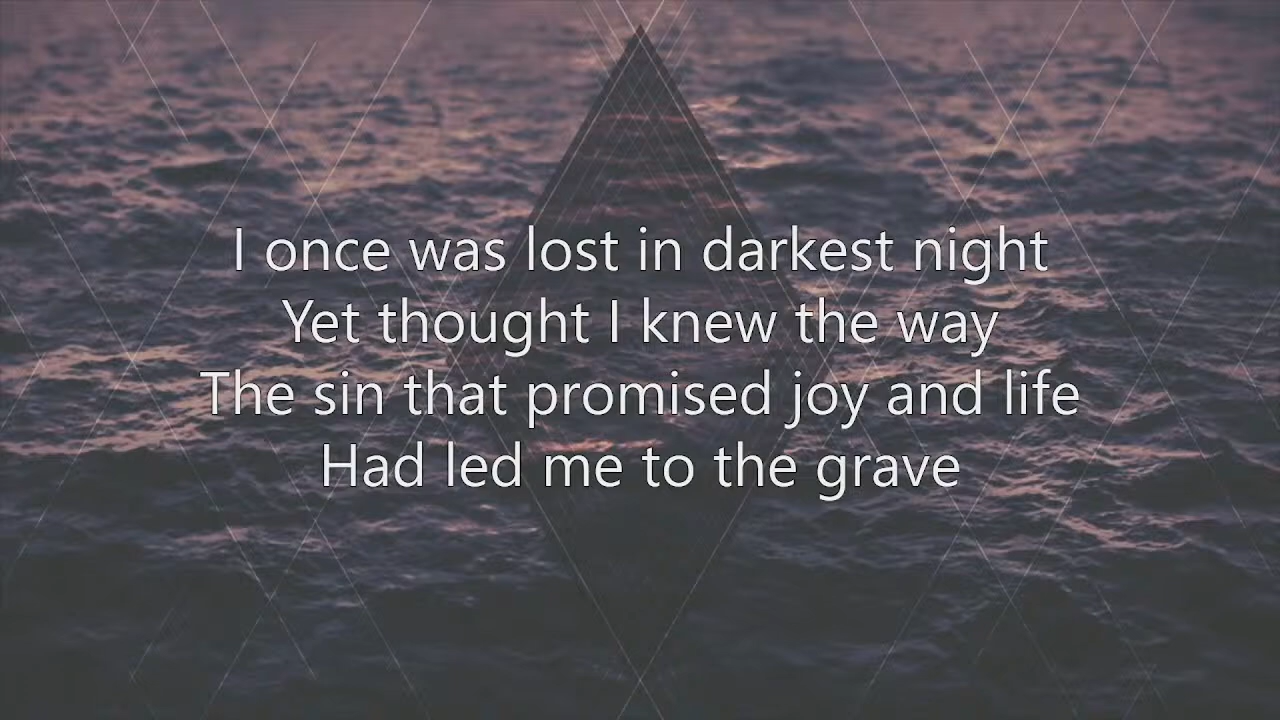 I once was lost in darkest night
Yet thought I knew the way
The sin that promised joy and life
Had led me to the grave